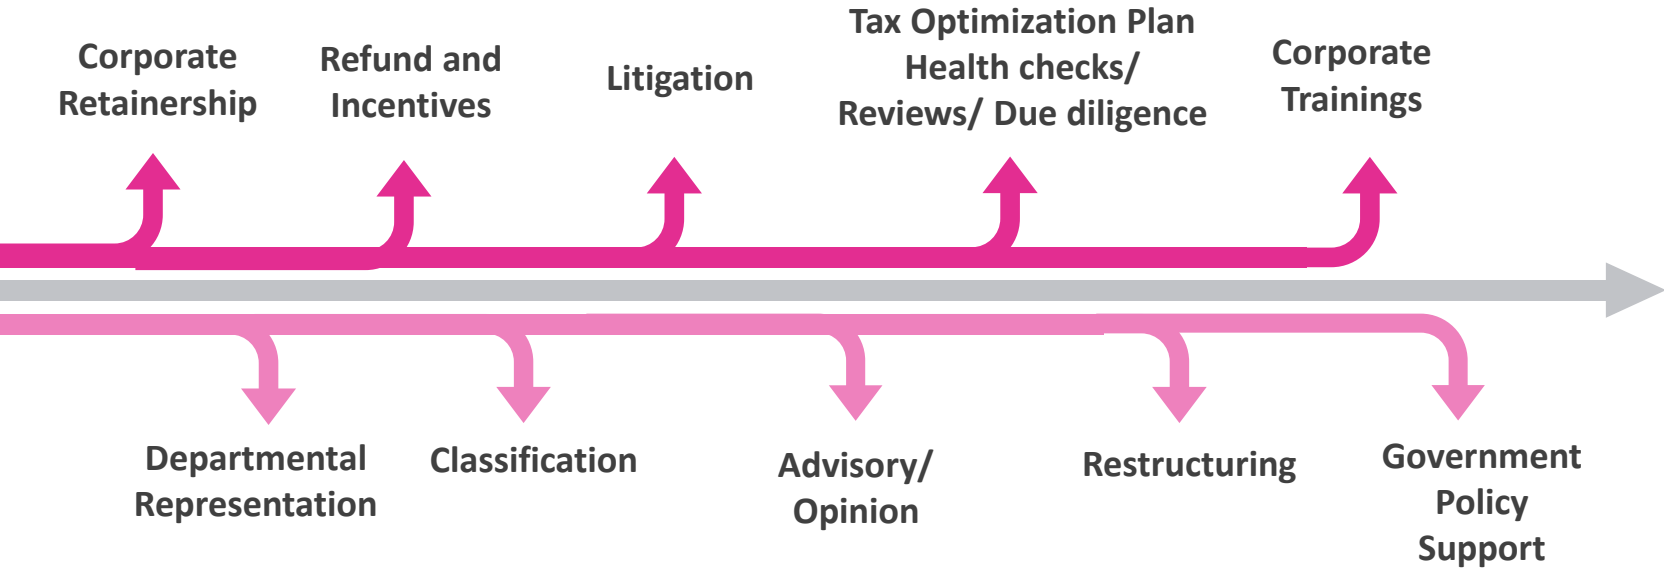 Corporate
Retainership
Refund and
Incentives
Litigation
Tax Optimization Plan
Health checks/
Reviews/ Due diligence
Corporate
Trainings
Departmental
Representation
Classification
Advisory/
Opinion
Restructuring
Government
Policy
Support